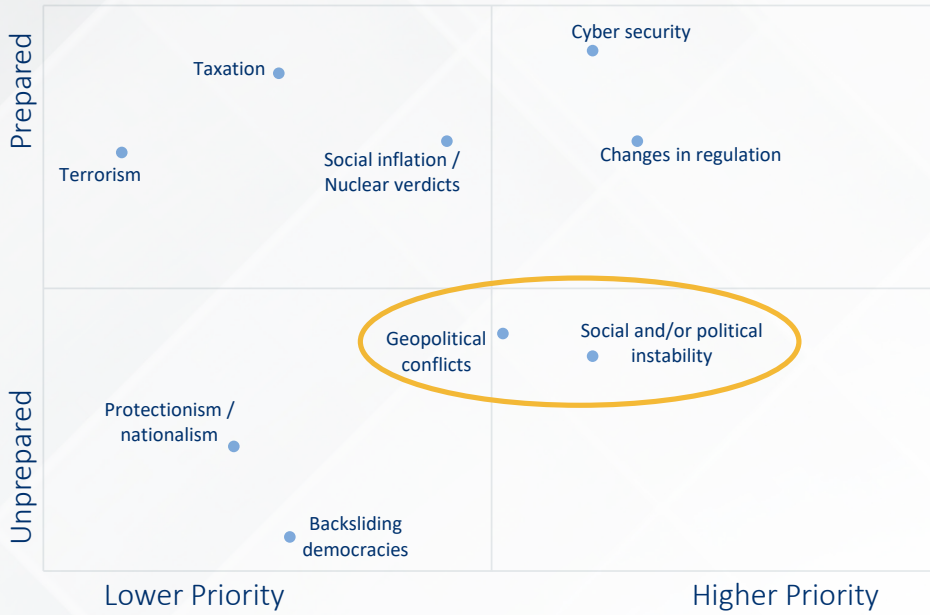 Prepared
Unprepared
Cyber security
Taxation
Terrorism
Social inflation /
Nuclear verdicts
Changes in regulation
Geopolitical
conflicts
Social and/or political
instability
Protectionism /
nationalism
Backsliding
democracies
Lower Priority
Higher Priority